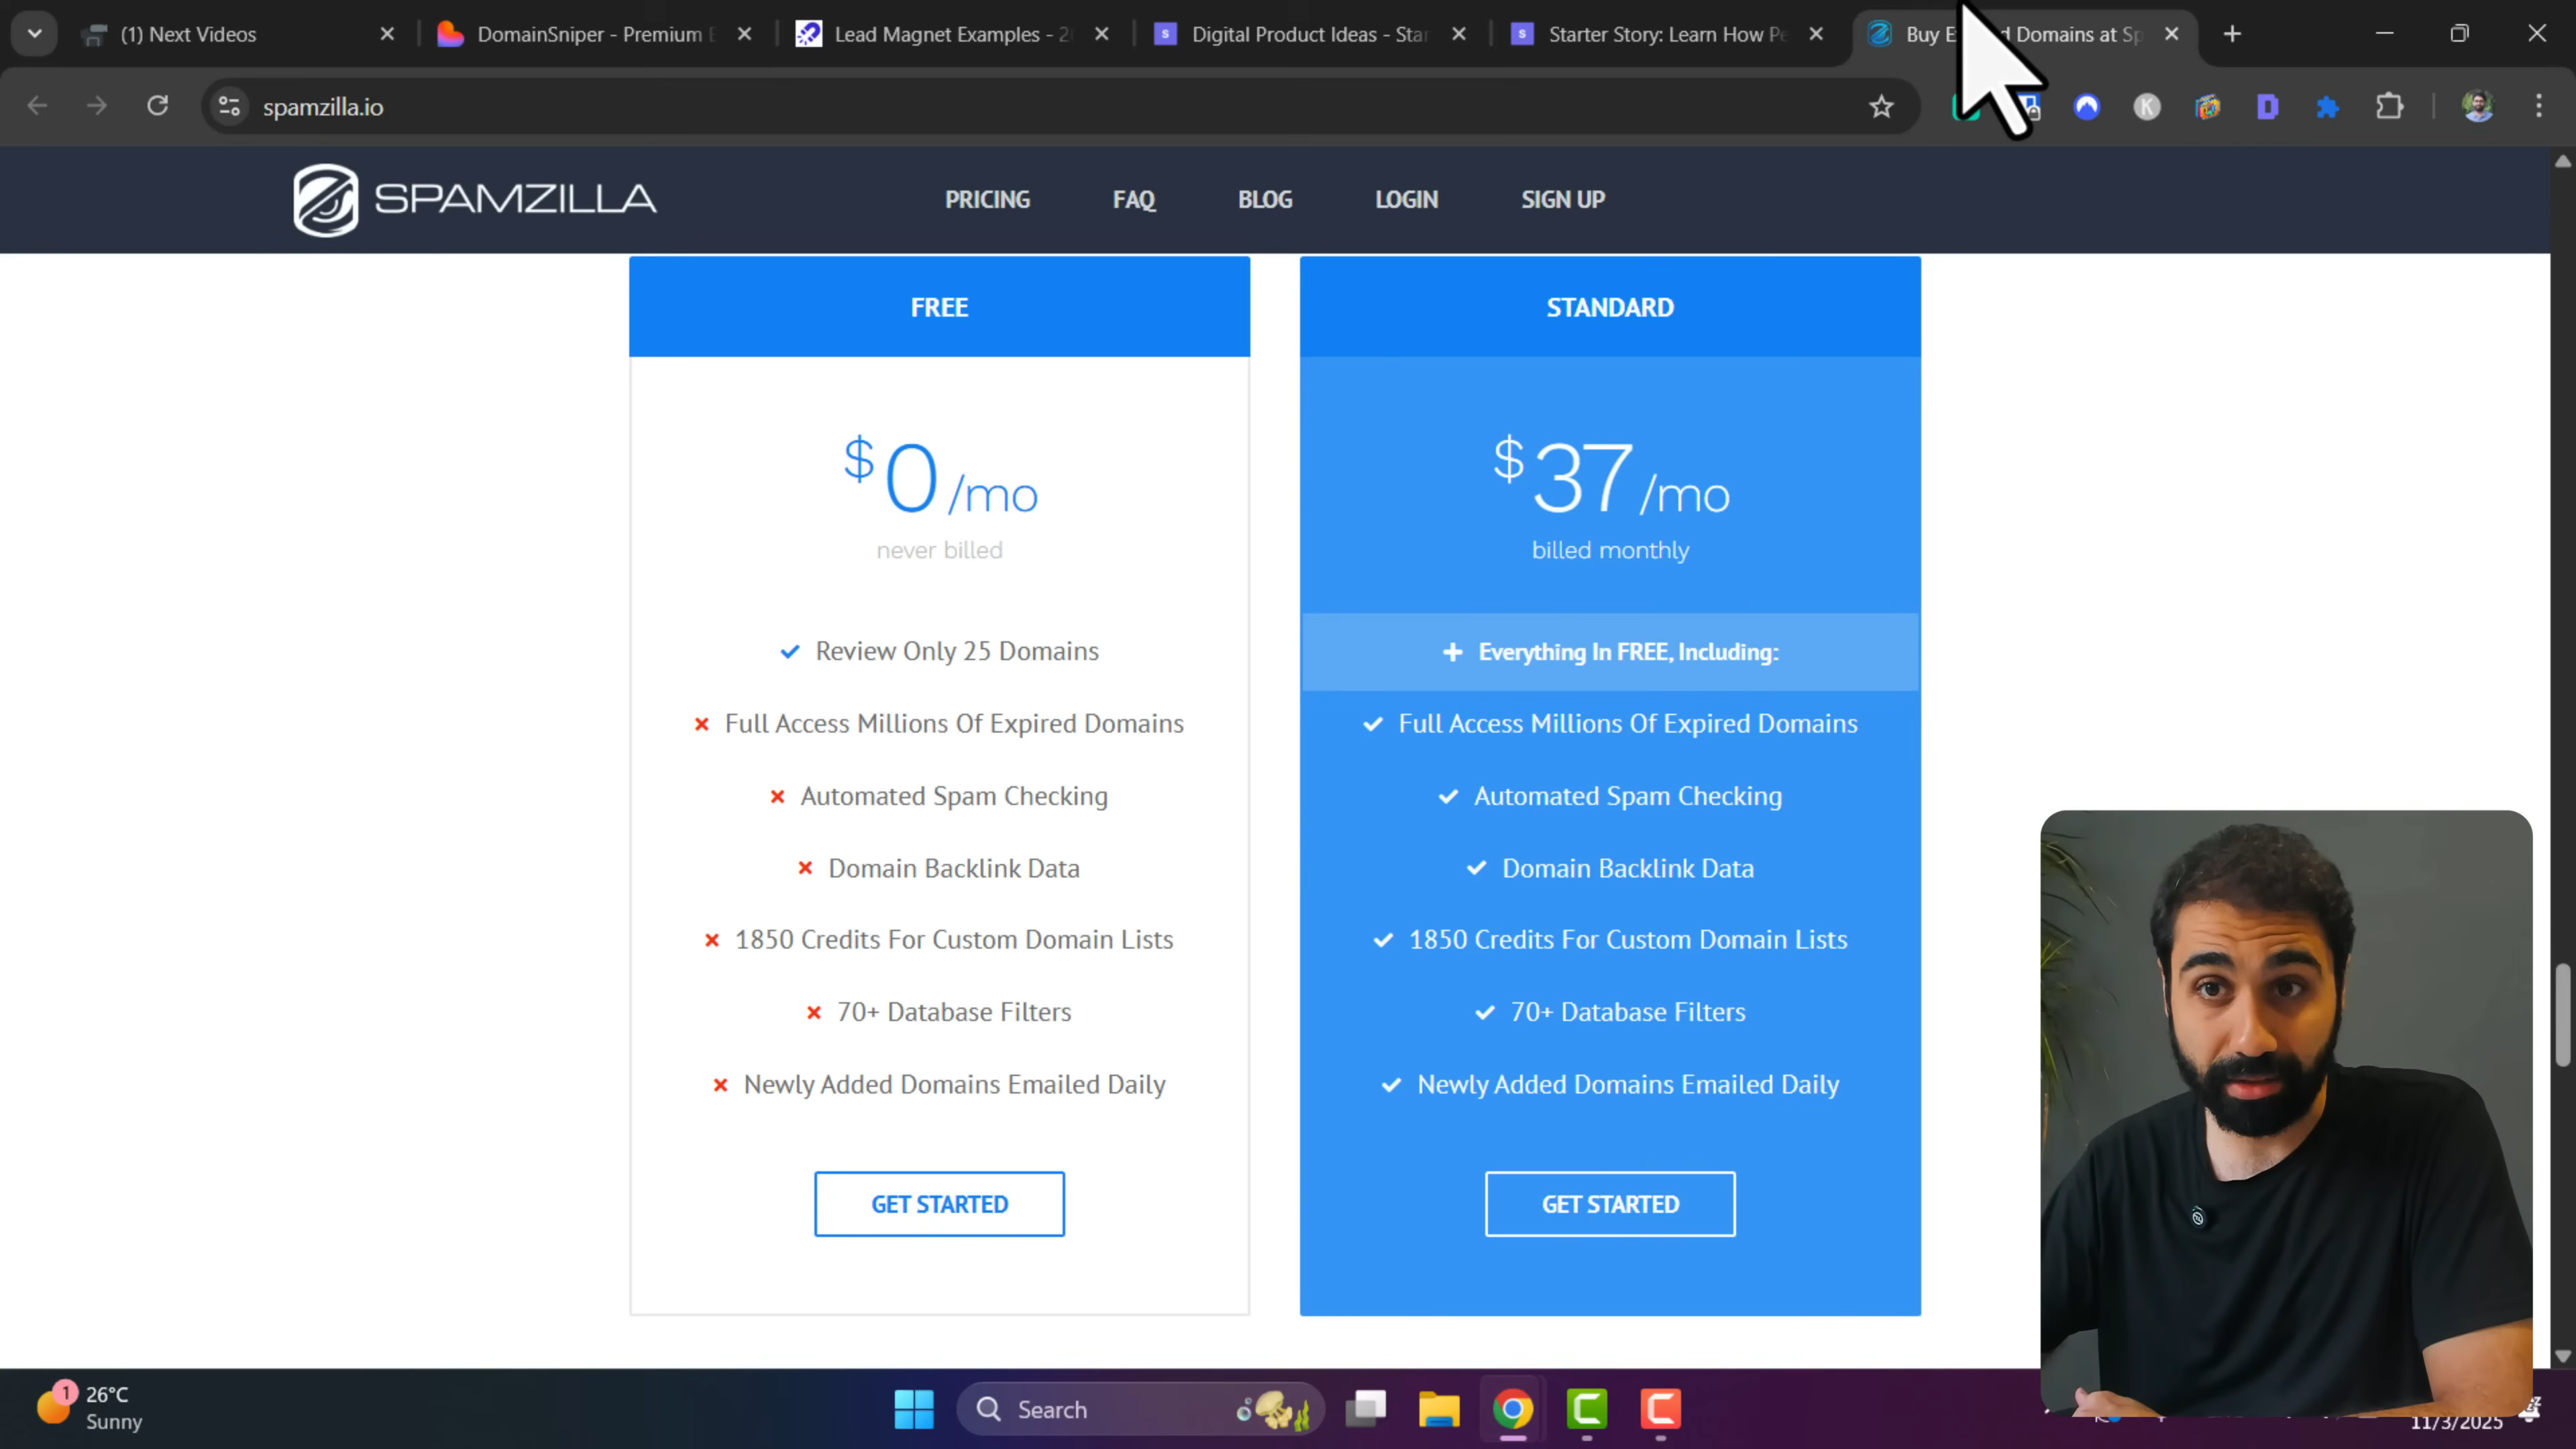 (1) Next Videos
DomainSniper - Premium E
Lead Magnet Examples - 2
Digital Product Ideas - Star
Starter Story: Learn How Pe
Buy E
d Domains at Sp
spamzilla.io
SPAMZILLA
PRICING
FAQ
BLOG
LOGIN
SIGN UP
FREE
$0/mo
never billed
Review Only 25 Domains
Full Access Millions Of Expired Domains
Automated Spam Checking
Domain Backlink Data
1850 Credits For Custom Domain Lists
70+ Database Filters
Newly Added Domains Emailed Daily
GET STARTED
STANDARD
$37/mo
billed monthly
Everything In FREE, Including:
Full Access Millions Of Expired Domains
Automated Spam Checking
Domain Backlink Data
1850 Credits For Custom Domain Lists
70+ Database Filters
Newly Added Domains Emailed Daily
GET STARTED
1
26°C
Sunny
Search
11/3/2025